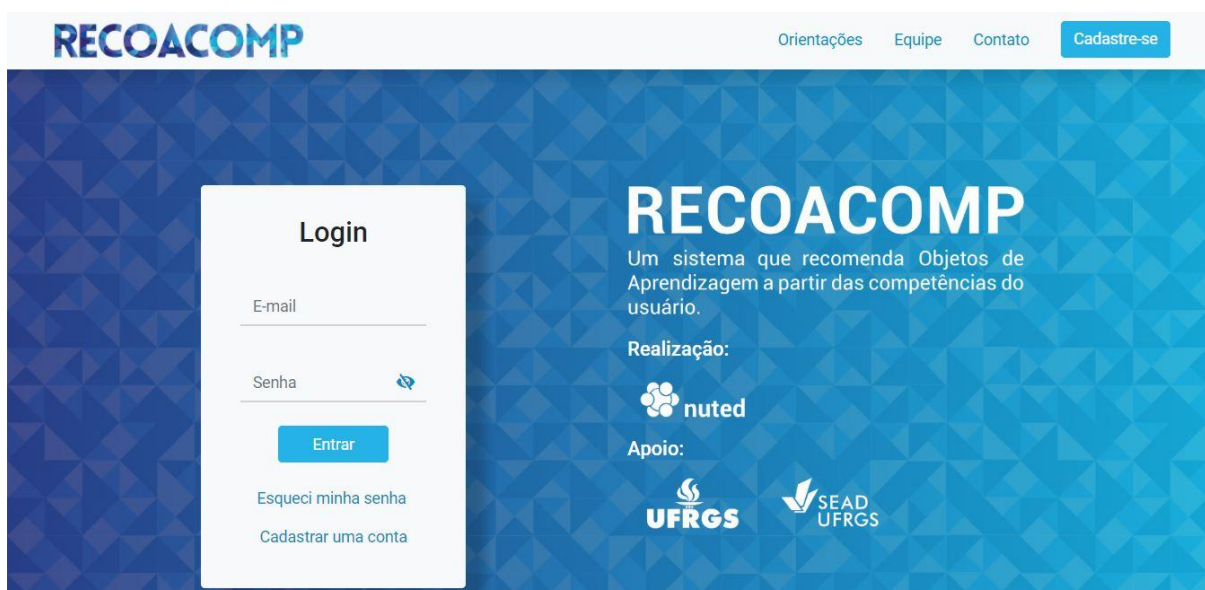 RECOACOMP
Orientações Equipe Contato Cadastre-se
Login
E-mail
Senha
Entrar
Esqueci minha senha
Cadastrar uma conta
RECOACOMP
Um sistema que recomenda Objetos de
Aprendizagem a partir das competências do
usuário.
Realização:
nuted
Apoio:
UFRGS
SEAD
UFRGS